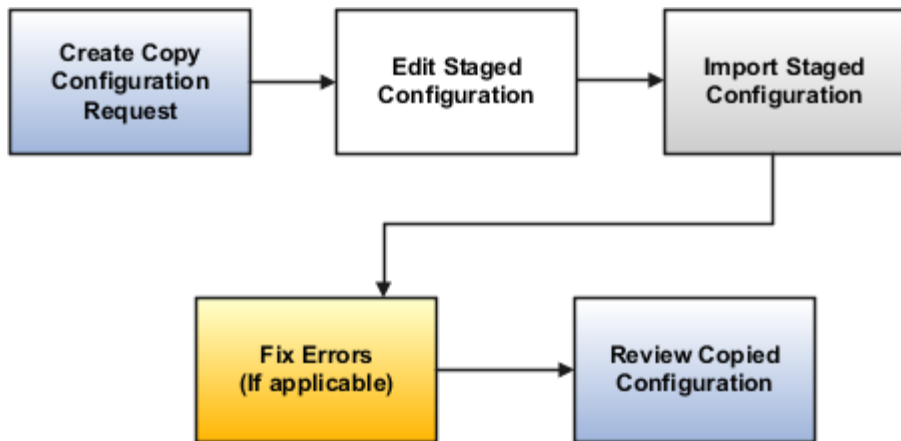 Create Copy
Configuration
Request
Edit Staged
Configuration
Import Staged
Configuration
Fix Errors
(If applicable)
Review Copied
Configuration